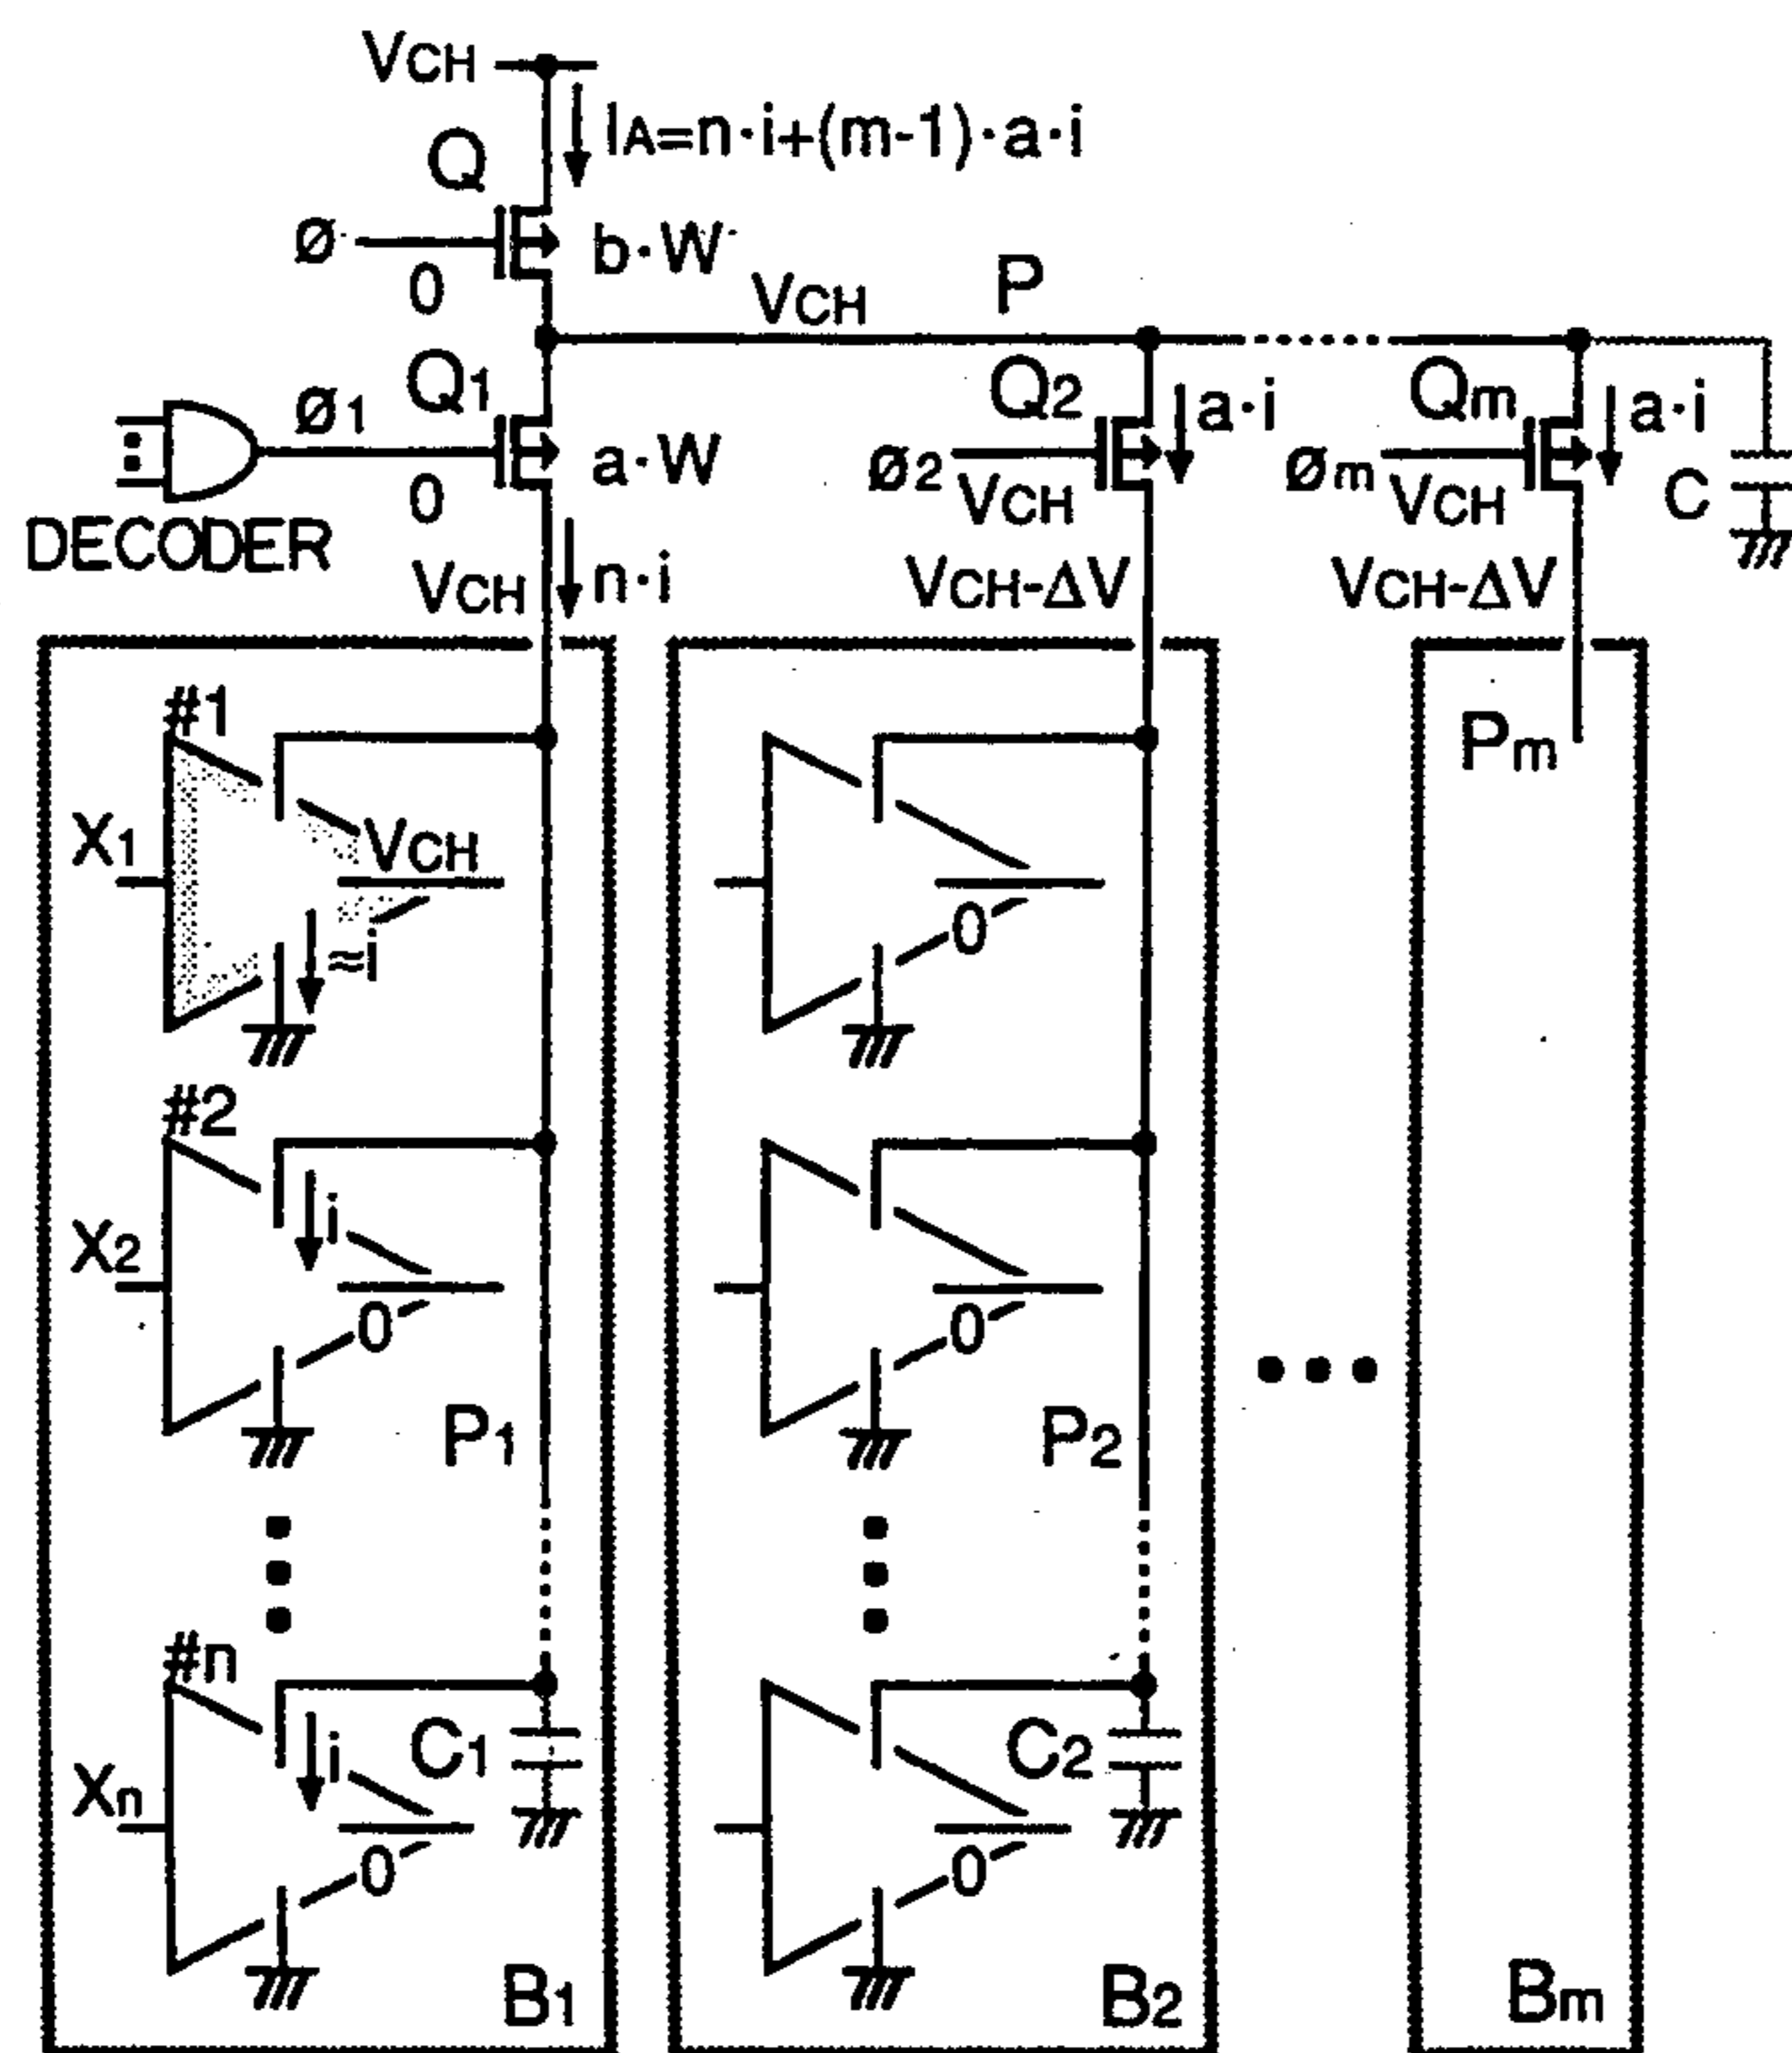 VCH
IA=n·i+(m-1)·a·i
Q
Ø
0
b·W
VCH
P
Q1
Ø1
0
a·W
DECODER
VCH
n·i
Q2
a·i
Ø2
VCH
VCH-ΔV
Qm
a·i
Øm
VCH
VCH-ΔV
C
#1
X1
VCH
≈i
#2
X2
i
0
P1
#n
Xn
i
0
C1
B1
0
0
P2
0
C2
B2
Pm
Bm